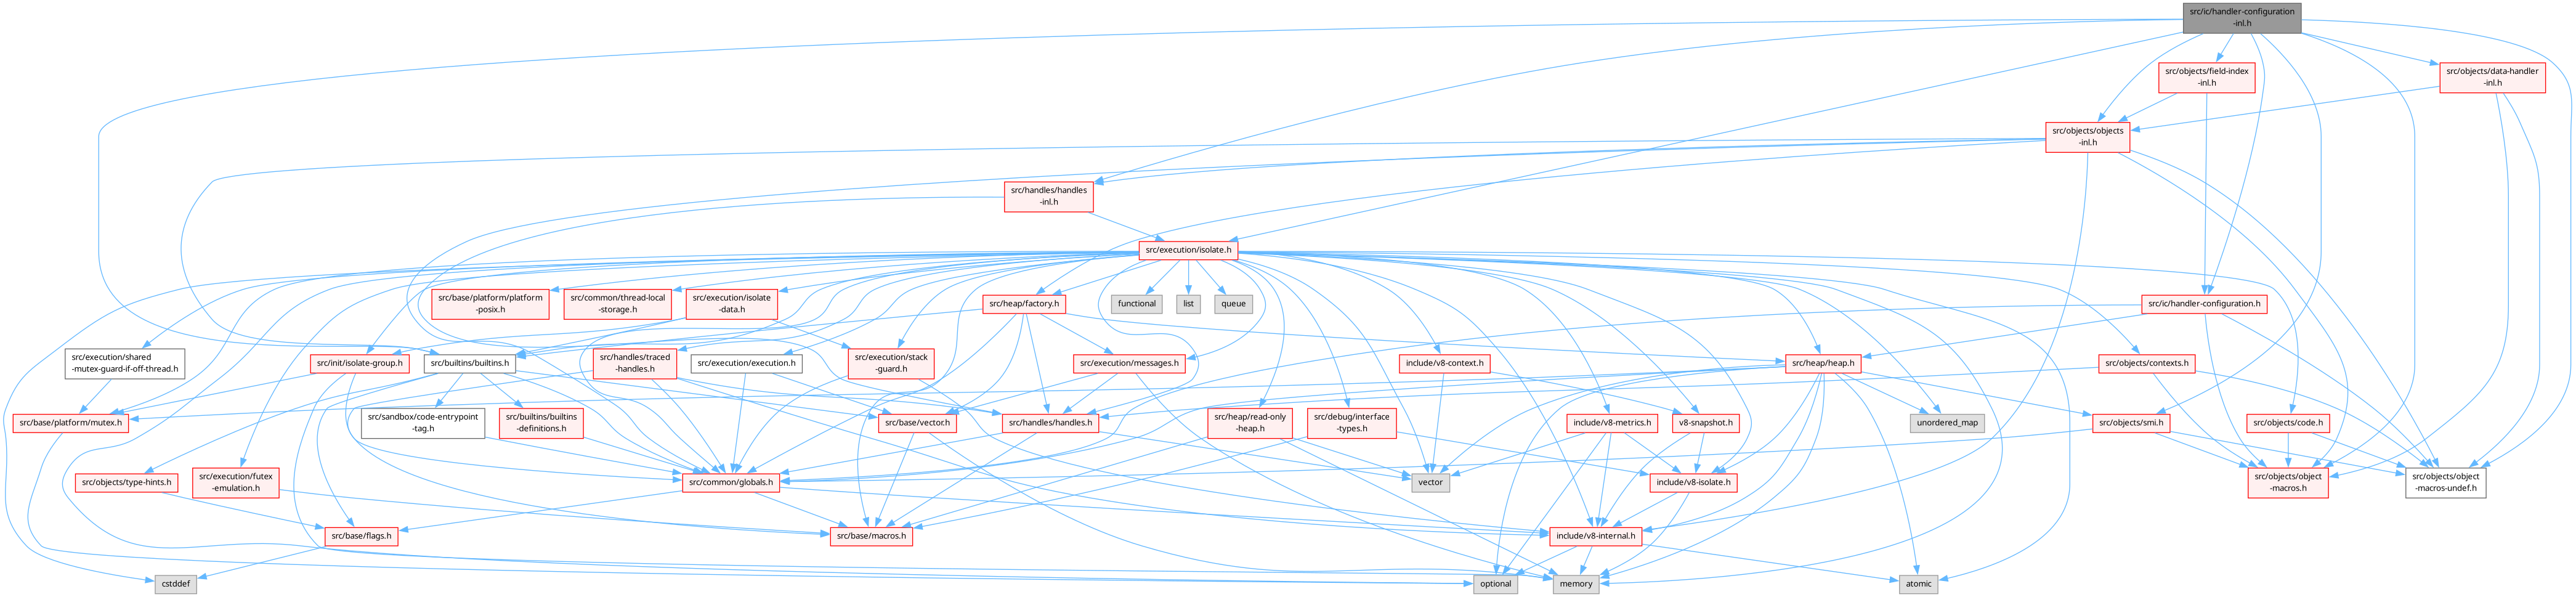 src/ic/handler-configuration
-inl.h
src/objects/field-index
-inl.h
src/objects/data-handler
-inl.h
src/objects/objects
-inl.h
src/handles/handles
-inl.h
src/execution/isolate.h
src/base/platform/platform
-posix.h
src/common/thread-local
-storage.h
src/execution/isolate
-data.h
src/heap/factory.h
functional
list
queue
src/ic/handler-configuration.h
src/execution/shared
-mutex-guard-if-off-thread.h
src/init/isolate-group.h
src/builtins/builtins.h
src/handles/traced
-handles.h
src/execution/execution.h
src/execution/stack
-guard.h
src/execution/messages.h
include/v8-context.h
src/heap/heap.h
src/objects/contexts.h
src/base/platform/mutex.h
src/sandbox/code-entrypoint
-tag.h
src/builtins/builtins
-definitions.h
src/base/vector.h
src/handles/handles.h
src/heap/read-only
-heap.h
src/debug/interface
-types.h
include/v8-metrics.h
v8-snapshot.h
unordered_map
src/objects/smi.h
src/objects/code.h
src/objects/type-hints.h
src/execution/futex
-emulation.h
src/common/globals.h
vector
include/v8-isolate.h
src/objects/object
-macros.h
src/objects/object
-macros-undef.h
src/base/flags.h
src/base/macros.h
include/v8-internal.h
cstddef
optional
memory
atomic